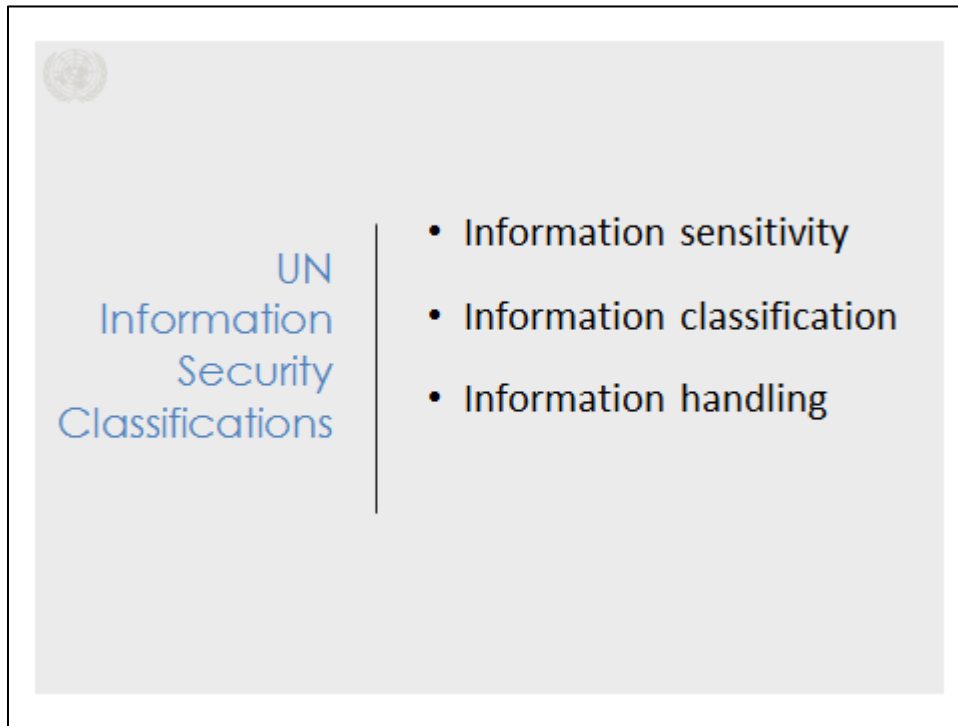 UN
Information
Security
Classifications
• Information sensitivity
• Information classification
• Information handling